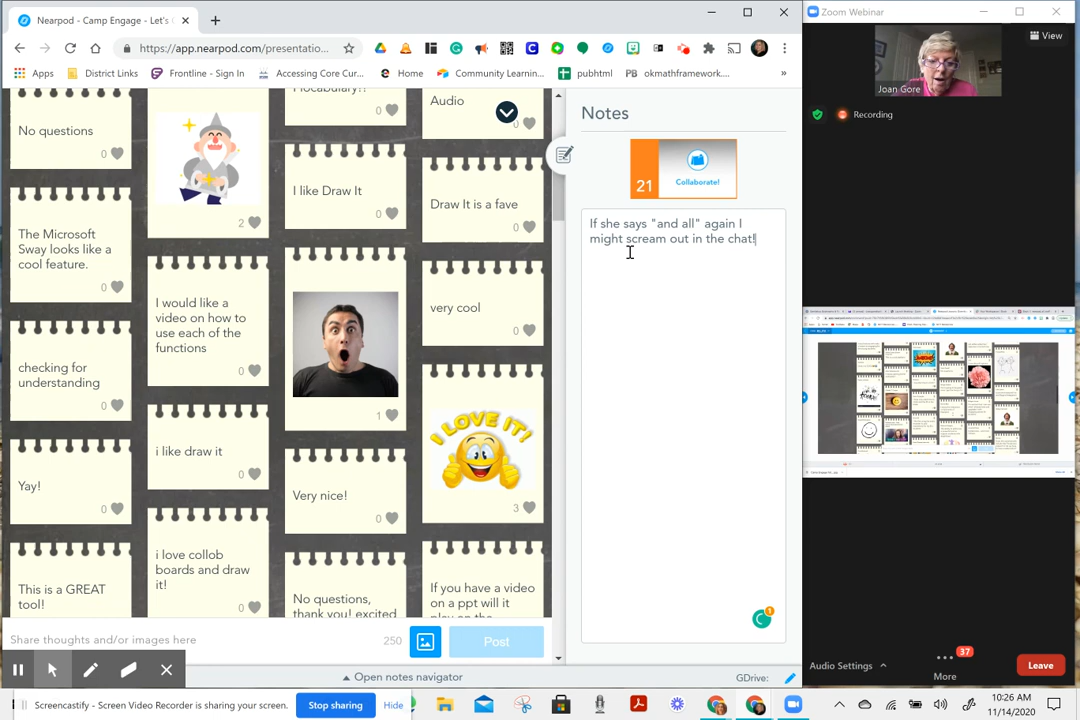 Nearpod - Camp Engage - Let's
https://app.nearpod.com/presentatio...
Apps
District Links
Frontline - Sign In
Accessing Core Cur...
Home
Community Learnin...
pubhtml
PB okmathframework....
»
No questions
0
The Microsoft
Sway looks like a
cool feature.
0
checking for
understanding
0
Yay!
0
This is a GREAT
tool!
2
I would like a
video on how to
use each of the
functions
0
i like draw it
0
i love collob
boards and draw
it!
0
0
I like Draw It
0
1
Very nice!
0
No questions,
thank you! excited
Audio
0
Draw It is a fave
0
very cool
0
I LOVE IT!
3
If you have a video
on a ppt will it
Share thoughts and/or images here
250
Post
Notes
21
Collaborate!
If she says "and all" again I
might scream out in the chat!
1
Open notes navigator
GDrive:
Zoom Webinar
View
Joan Gore
Recording
Audio Settings
37
More
Leave
Screencastify - Screen Video Recorder is sharing your screen.
Stop sharing
Hide
10:26 AM
11/14/2020